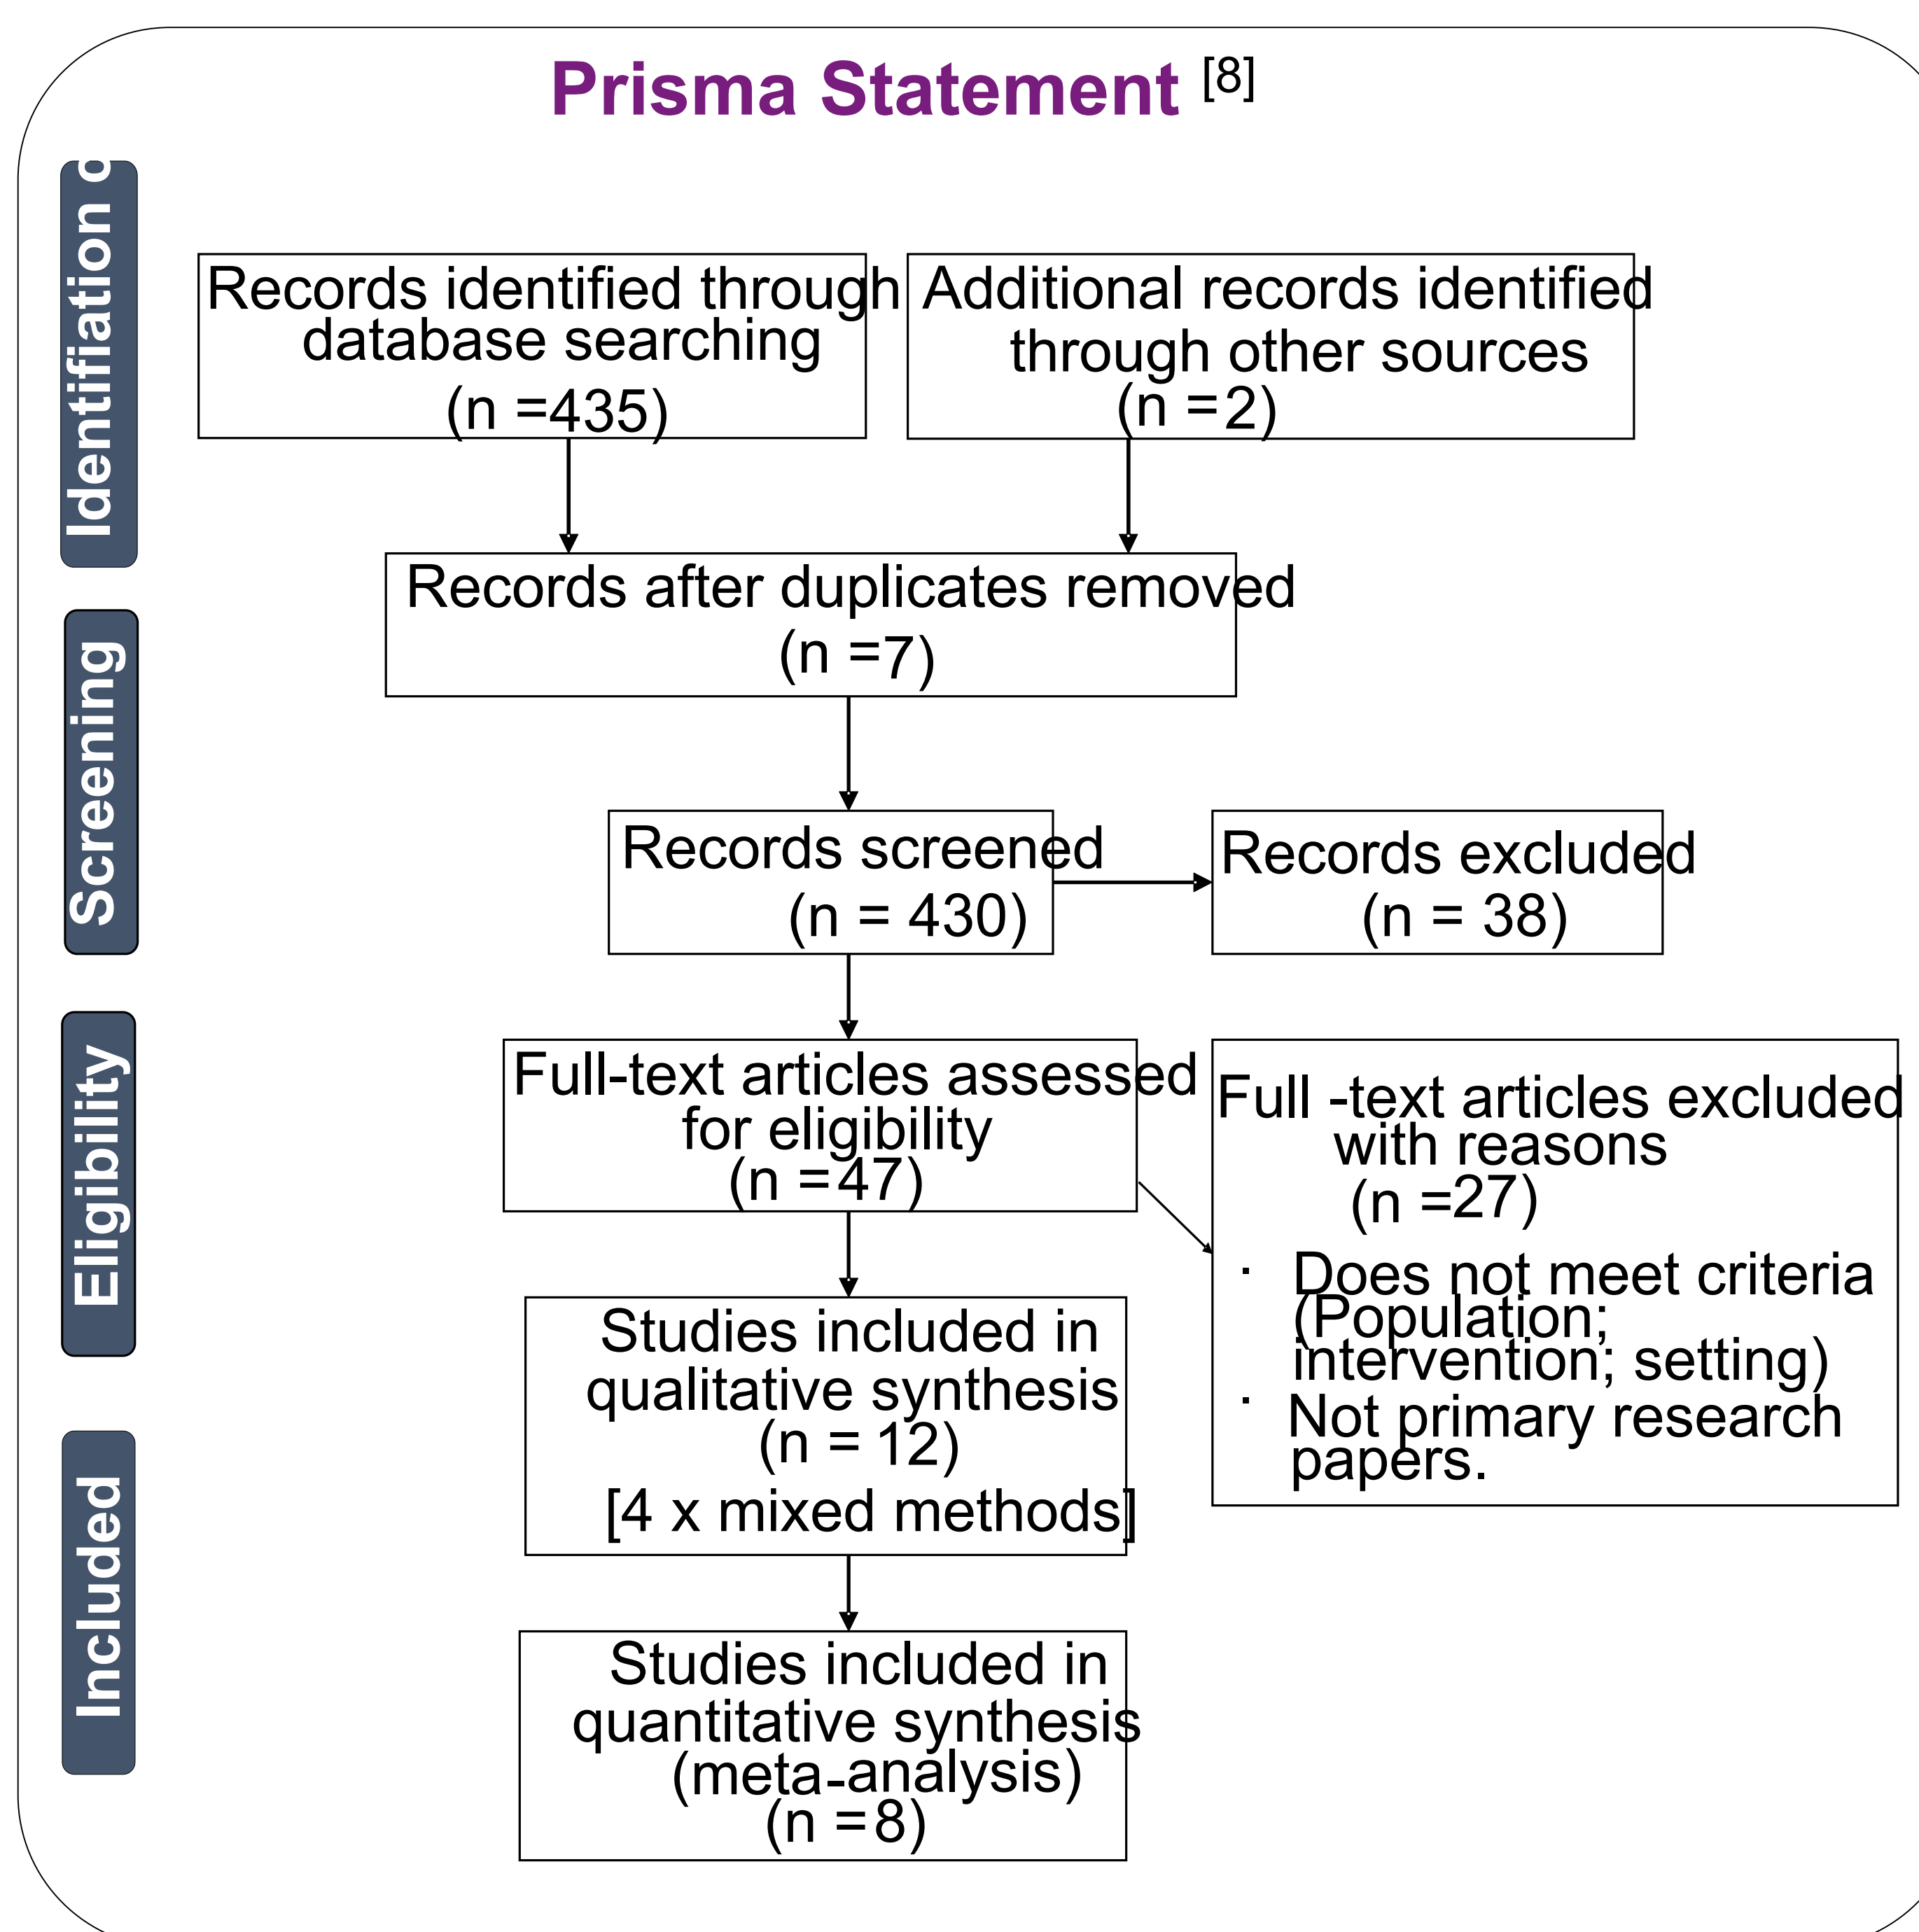 Prisma Statement [8]
Identifiation
Records identified through
database searching
(n =435)
Additional records identified
through other sources
(n =2)
Records after duplicates removed
(n =7)
Screening
Records screened
(n = 430)
Records excluded
(n = 38)
Eligibility
Full-text articles assessed
for eligibility
(n =47)
Full -text articles excluded
with reasons
(n =27)
· Does not meet criteria
(Population;
intervention; setting)
· Not primary research
papers.
Included
Studies included in
qualitative synthesis
(n = 12)
[4 x mixed methods]
Studies included in
quantitative synthesis
(meta-analysis)
(n =8)